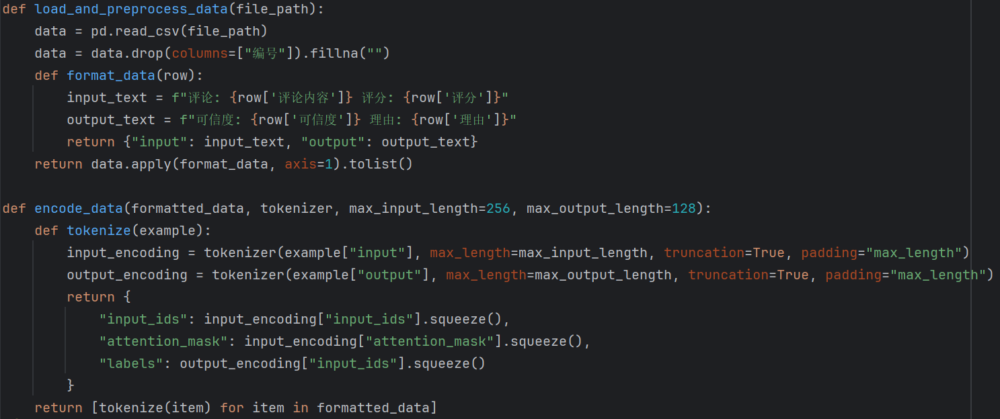 def load_and_preprocess_data(file_path):
    data = pd.read_csv(file_path)
    data = data.drop(columns=["编号"]).fillna("")
    def format_data(row):
        input_text = f"评论: {row['评论内容']} 评分: {row['评分']}"
        output_text = f"可信度: {row['可信度']} 理由: {row['理由']}"
        return {"input": input_text, "output": output_text}
    return data.apply(format_data, axis=1).tolist()

def encode_data(formatted_data, tokenizer, max_input_length=256, max_output_length=128):
    def tokenize(example):
        input_encoding = tokenizer(example["input"], max_length=max_input_length, truncation=True, padding="max_length")
        output_encoding = tokenizer(example["output"], max_length=max_output_length, truncation=True, padding="max_length")
        return {
            "input_ids": input_encoding["input_ids"].squeeze(),
            "attention_mask": input_encoding["attention_mask"].squeeze(),
            "labels": output_encoding["input_ids"].squeeze()
        }
    return [tokenize(item) for item in formatted_data]